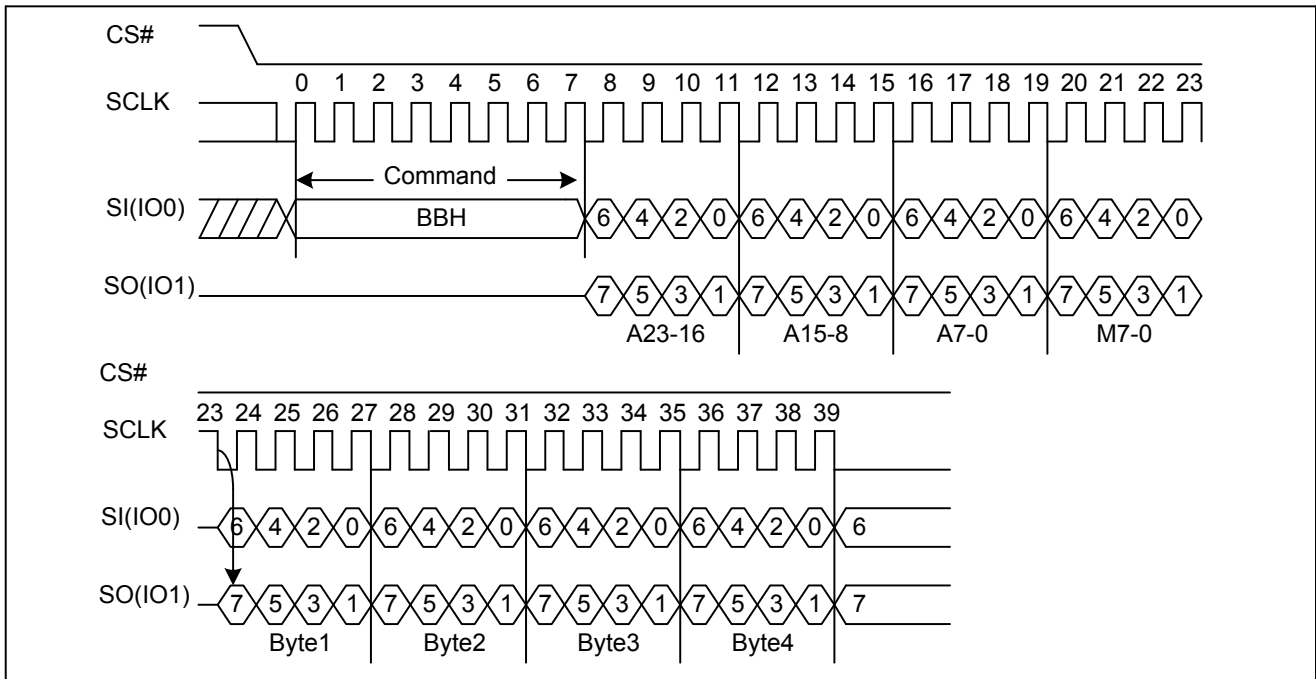 CS#
0 1 2 3 4 5 6 7 8 9 10 11 12 13 14 15 16 17 18 19 20 21 22 23
SCLK
Command
SI(IO0)
BBH
6 4 2 0 6 4 2 0 6 4 2 0 6 4 2 0
SO(IO1)
7 5 3 1 7 5 3 1 7 5 3 1 7 5 3 1
A23-16 A15-8 A7-0 M7-0
CS#
23 24 25 26 27 28 29 30 31 32 33 34 35 36 37 38 39
SCLK
SI(IO0)
6 4 2 0 6 4 2 0 6 4 2 0 6 4 2 0 6
SO(IO1)
7 5 3 1 7 5 3 1 7 5 3 1 7 5 3 1 7
Byte1 Byte2 Byte3 Byte4